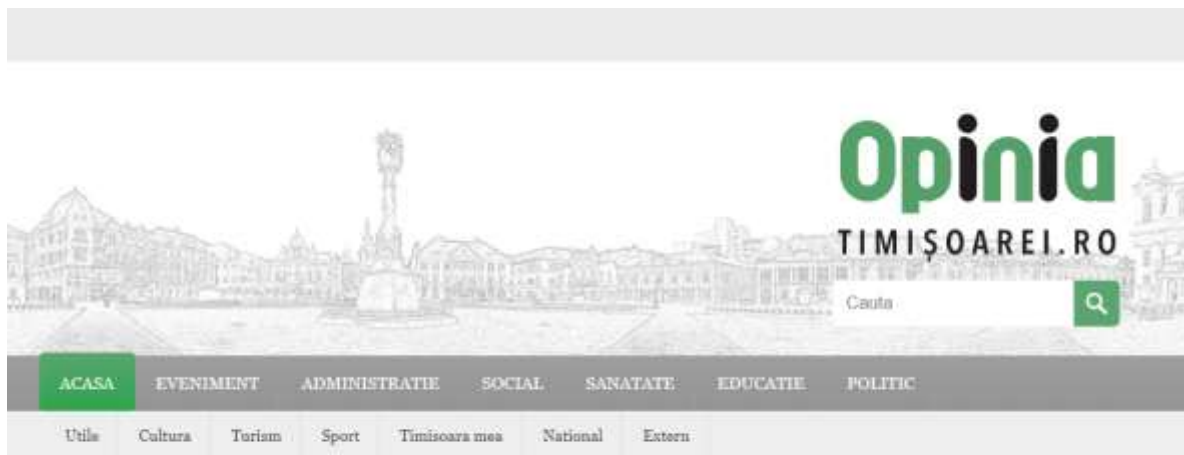 Opinia
TIMIȘOAREI.RO
Cauta
ACASA EVENIMENT ADMINISTRATIE SOCIAL SANATATE EDUCATIE POLITIC
Utile Cultura Turism Sport Timisoara mea National Extern